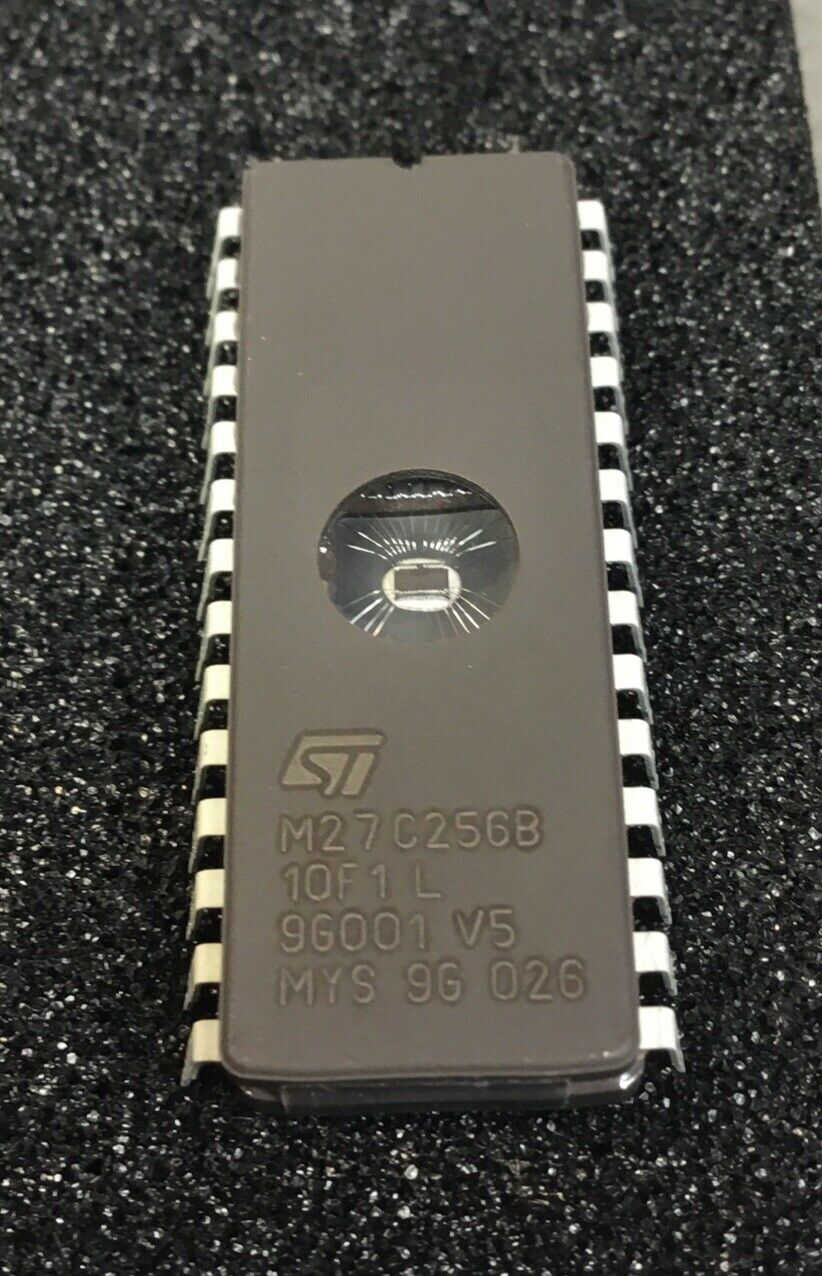 ST
M27C256B
10F1 L
9G001 V5
MYS 9G 026